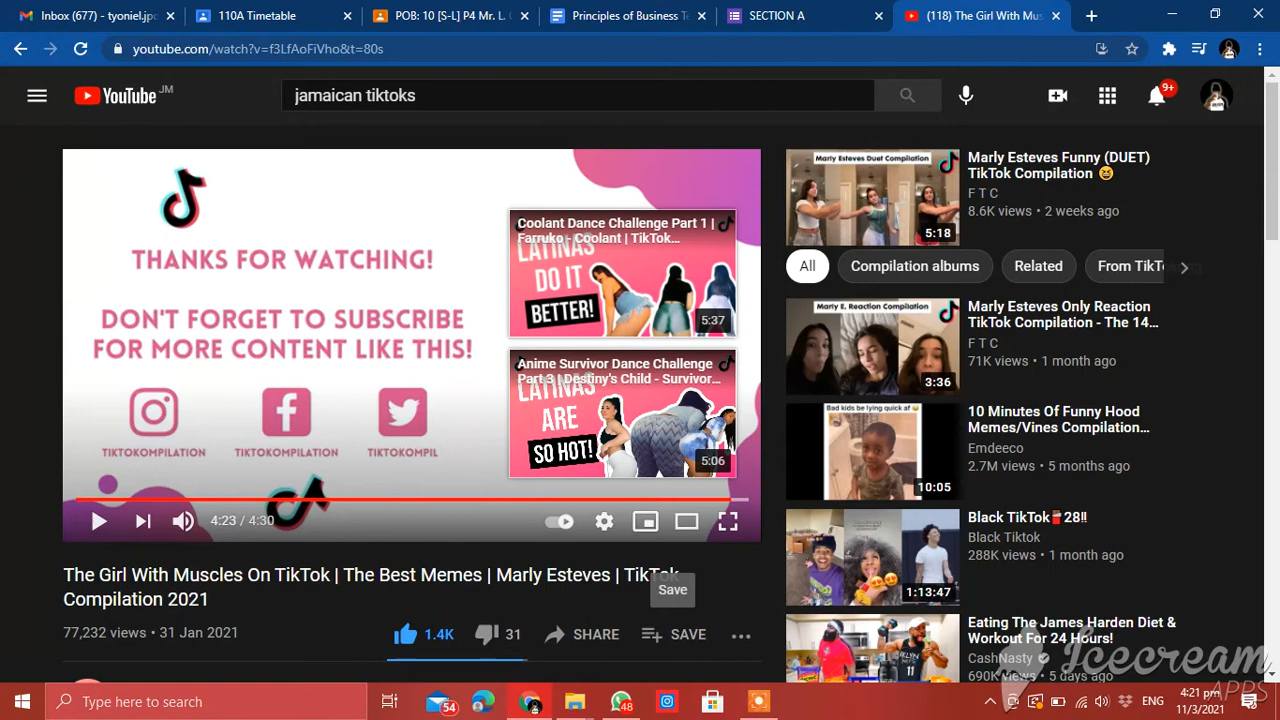 Inbox (677) - tyoniel.jpc
110A Timetable
POB: 10 [S-L] P4 Mr. L. C
Principles of Business Te
SECTION A
(118) The Girl With Mus
youtube.com/watch?v=f3LfAoFiVho&t=80s
YouTube JM
jamaican tiktoks
9+
THANKS FOR WATCHING!
DON'T FORGET TO SUBSCRIBE
FOR MORE CONTENT LIKE THIS!
TIKTOKOMPILATION
TIKTOKOMPILATION
TIKTOKOMPIL
Coolant Dance Challenge Part 1 |
Farruko - Coolant | TikTok...
LATINAS
DO IT
BETTER!
5:37
Anime Survivor Dance Challenge
Part 3 | Destiny's Child - Survivor...
LATINAS
ARE
SO HOT!
5:06
4:23 / 4:30
The Girl With Muscles On TikTok | The Best Memes | Marly Esteves | TikTok
Compilation 2021
Save
77,232 views • 31 Jan 2021
1.4K
31
SHARE
SAVE
Marly Esteves Duet Compilation
5:18
Marly Esteves Funny (DUET)
TikTok Compilation 😆
F T C
8.6K views • 2 weeks ago
All
Compilation albums
Related
From TikTo
Marly E. Reaction Compilation
3:36
Marly Esteves Only Reaction
TikTok Compilation - The 14...
F T C
71K views • 1 month ago
Bad kids be lying quick af
10:05
10 Minutes Of Funny Hood
Memes/Vines Compilation...
Emdeeco
2.7M views • 5 months ago
1:13:47
Black TikTok🧧28‼
Black Tiktok
288K views • 1 month ago
11
Eating The James Harden Diet &
Workout For 24 Hours!
CashNasty
690K views • 5 days ago
Icecream
APPS
Type here to search
54
48
ENG
4:21 pm
11/3/2021